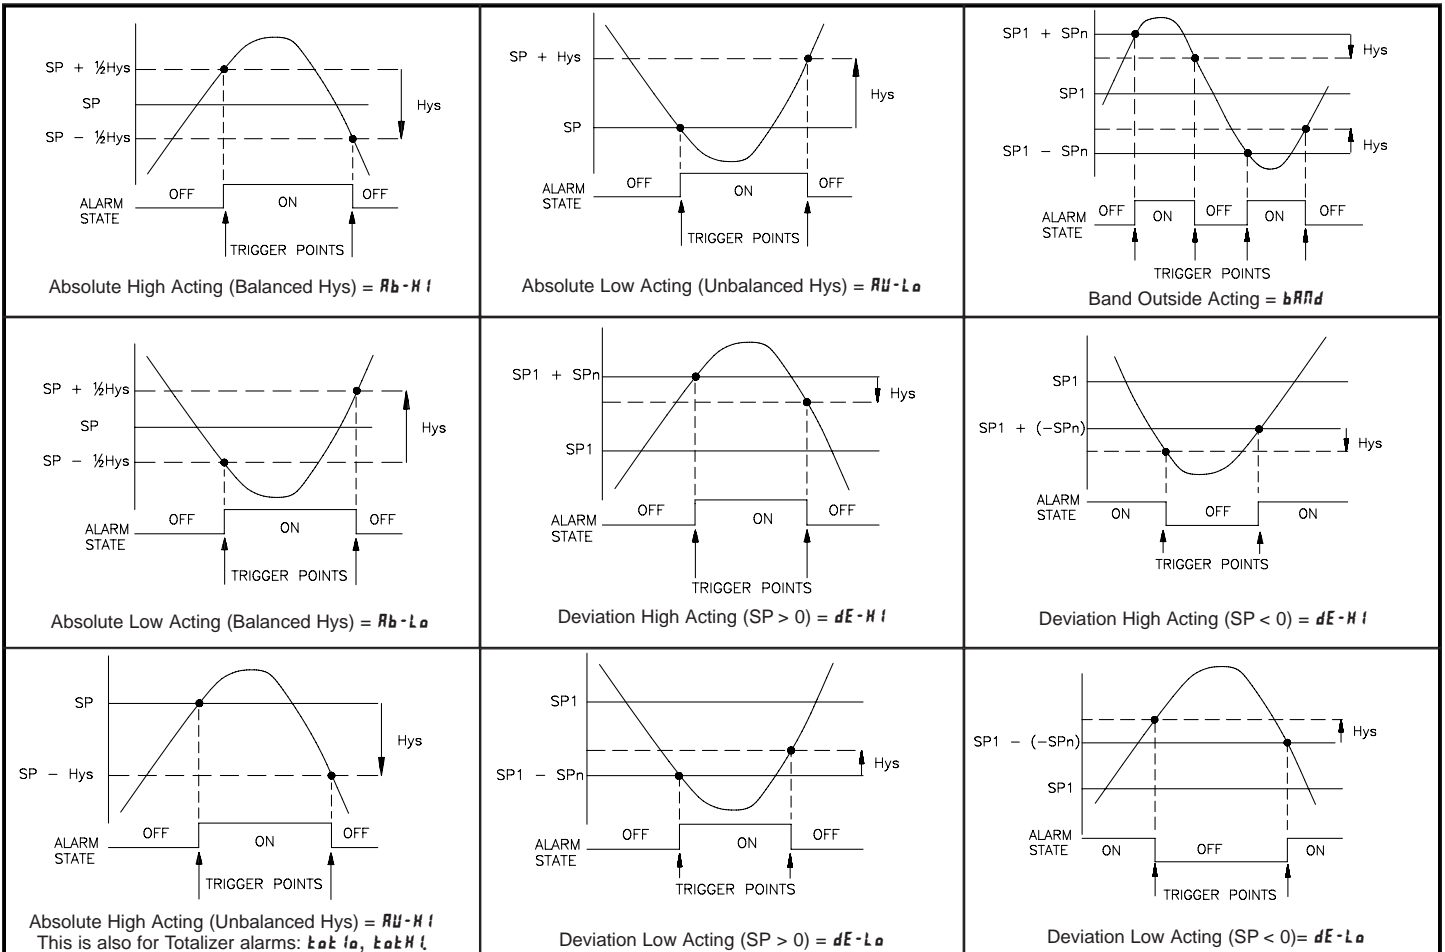 SP + ½Hys
SP
SP – ½Hys
Hys
OFF
ON
OFF
ALARM
STATE
TRIGGER POINTS
Absolute High Acting (Balanced Hys) = Ab-HI
SP + Hys
SP
Hys
OFF
ON
OFF
ALARM
STATE
TRIGGER POINTS
Absolute Low Acting (Unbalanced Hys) = AU-Lo
SP1 + SPn
Hys
SP1
SP1 – SPn
Hys
OFF
ON
OFF
ON
OFF
ALARM
STATE
TRIGGER POINTS
Band Outside Acting = bANd
SP + ½Hys
SP
SP – ½Hys
Hys
OFF
ON
OFF
ALARM
STATE
TRIGGER POINTS
Absolute Low Acting (Balanced Hys) = Ab-Lo
SP1 + SPn
Hys
SP1
OFF
ON
OFF
ALARM
STATE
TRIGGER POINTS
Deviation High Acting (SP > 0) = dE-HI
SP1
SP1 + (–SPn)
Hys
ALARM
STATE
ON
OFF
ON
TRIGGER POINTS
Deviation High Acting (SP < 0) = dE-HI
SP
Hys
SP – Hys
OFF
ON
OFF
ALARM
STATE
TRIGGER POINTS
Absolute High Acting (Unbalanced Hys) = AU-HI
This is also for Totalizer alarms: totlo, totHI
SP1
Hys
SP1 – SPn
OFF
ON
OFF
ALARM
STATE
TRIGGER POINTS
Deviation Low Acting (SP > 0) = dE-Lo
SP1 – (–SPn)
Hys
SP1
ALARM
STATE
ON
OFF
ON
TRIGGER POINTS
Deviation Low Acting (SP < 0)= dE-Lo